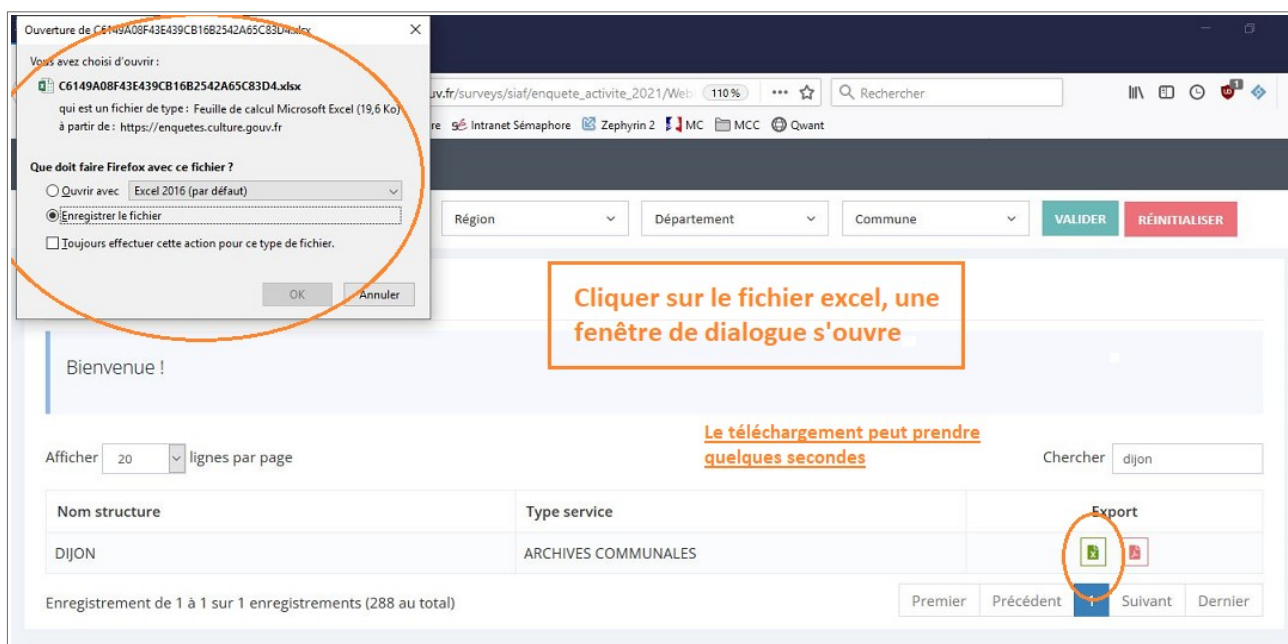 Ouverture de C6149A08F43E439CB16B2542A65C83D4.xlsx
Vous avez choisi d'ouvrir :
C6149A08F43E439CB16B2542A65C83D4.xlsx
qui est un fichier de type : Feuille de calcul Microsoft Excel (19,6 Ko)
à partir de : https://enquetes.culture.gouv.fr
Que doit faire Firefox avec ce fichier ?
Ouvrir avec Excel 2016 (par défaut)
Enregistrer le fichier
Toujours effectuer cette action pour ce type de fichier.
OK Annuler
uv.fr/surveys/siaf/enquete_activite_2021/Web 110 % Rechercher
re Intranet Sémaphore Zephyrin 2 MC MCC Qwant
Région Département Commune VALIDER RÉINITIALISER
Cliquer sur le fichier excel, une
fenêtre de dialogue s'ouvre
Bienvenue !
Le téléchargement peut prendre
quelques secondes
Afficher 20 lignes par page Chercher dijon
Nom structure Type service Export
DIJON ARCHIVES COMMUNALES
Enregistrement de 1 à 1 sur 1 enregistrements (288 au total) Premier Précédent 1 Suivant Dernier